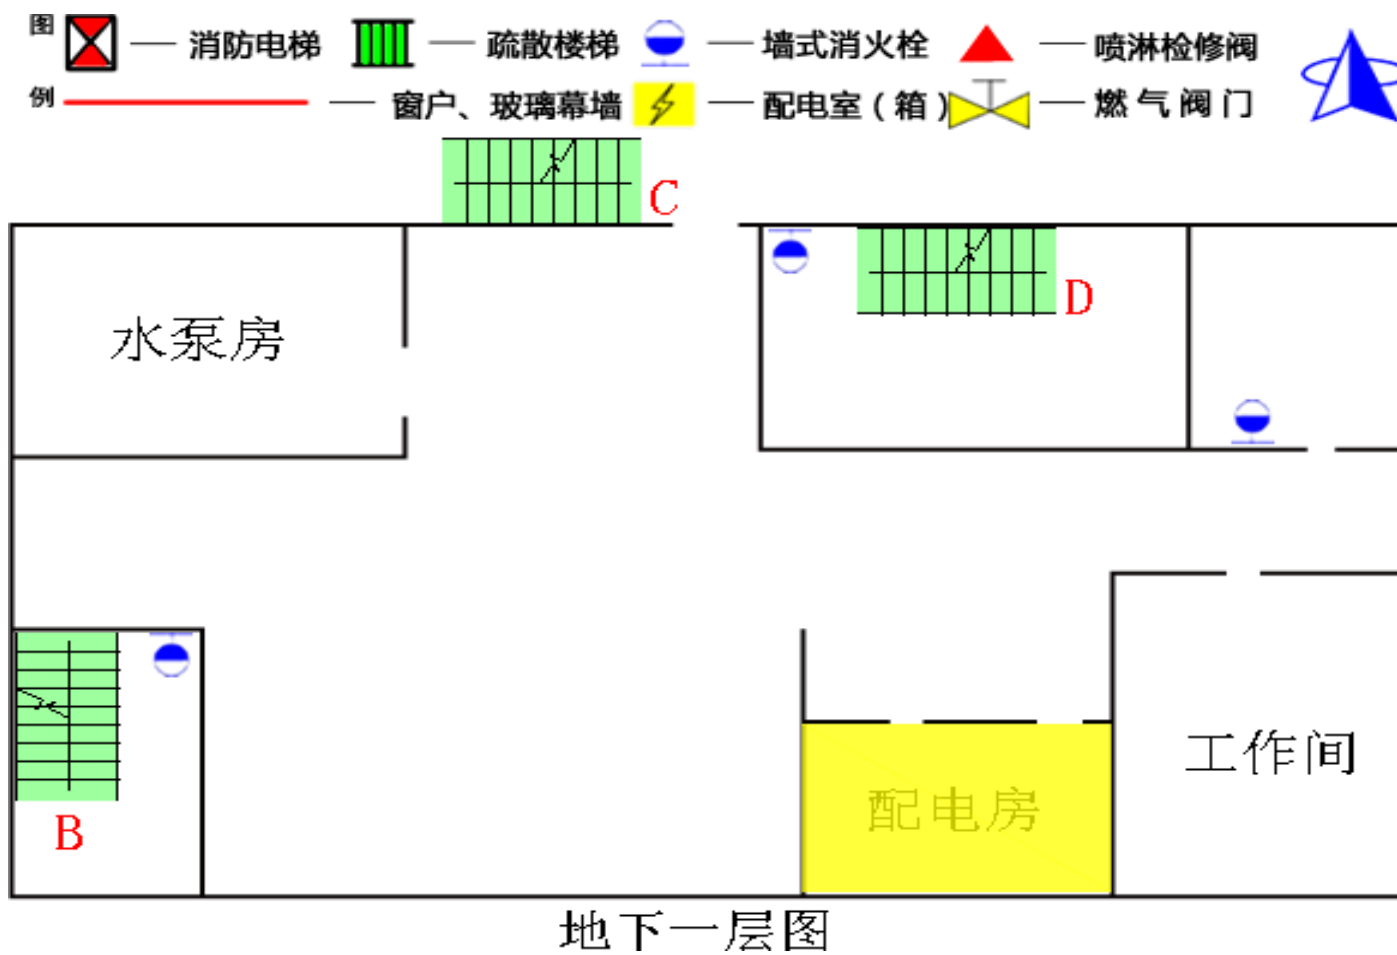 图 — 消防电梯 — 疏散楼梯 — 墙式消火栓 — 喷淋检修阀
例 — 窗户、玻璃幕墙 — 配电室（箱） — 燃气阀门
C
D
水泵房
B
工作间
配电房
地下一层图